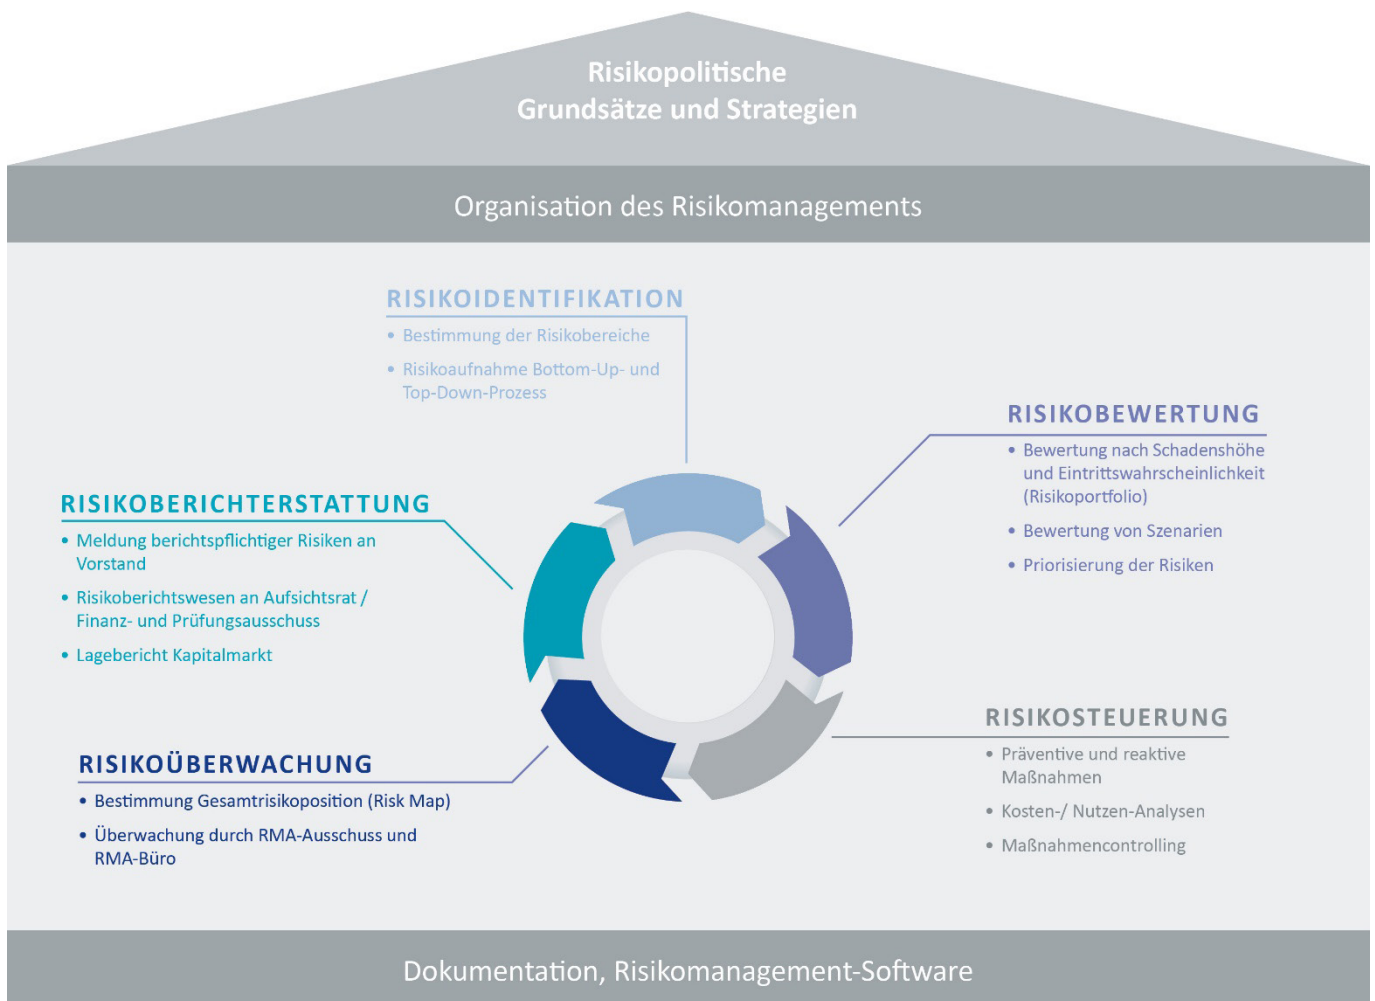 Risikopolitische
Grundsätze und Strategien
Organisation des Risikomanagements
RISIKOIDENTIFIKATION
• Bestimmung der Risikobereiche
• Risikoaufnahme Bottom-Up- und
Top-Down-Prozess
RISIKOBEWERTUNG
• Bewertung nach Schadenshöhe
und Eintrittswahrscheinlichkeit
(Risikoportfolio)
• Bewertung von Szenarien
• Priorisierung der Risiken
RISIKOSTEUERUNG
• Präventive und reaktive
Maßnahmen
• Kosten-/ Nutzen-Analysen
• Maßnahmencontrolling
RISIKOÜBERWACHUNG
• Bestimmung Gesamtrisikoposition (Risk Map)
• Überwachung durch RMA-Ausschuss und
RMA-Büro
RISIKOBERICHTERSTATTUNG
• Meldung berichtspflichtiger Risiken an
Vorstand
• Risikoberichtswesen an Aufsichtsrat /
Finanz- und Prüfungsausschuss
• Lagebericht Kapitalmarkt
Dokumentation, Risikomanagement-Software